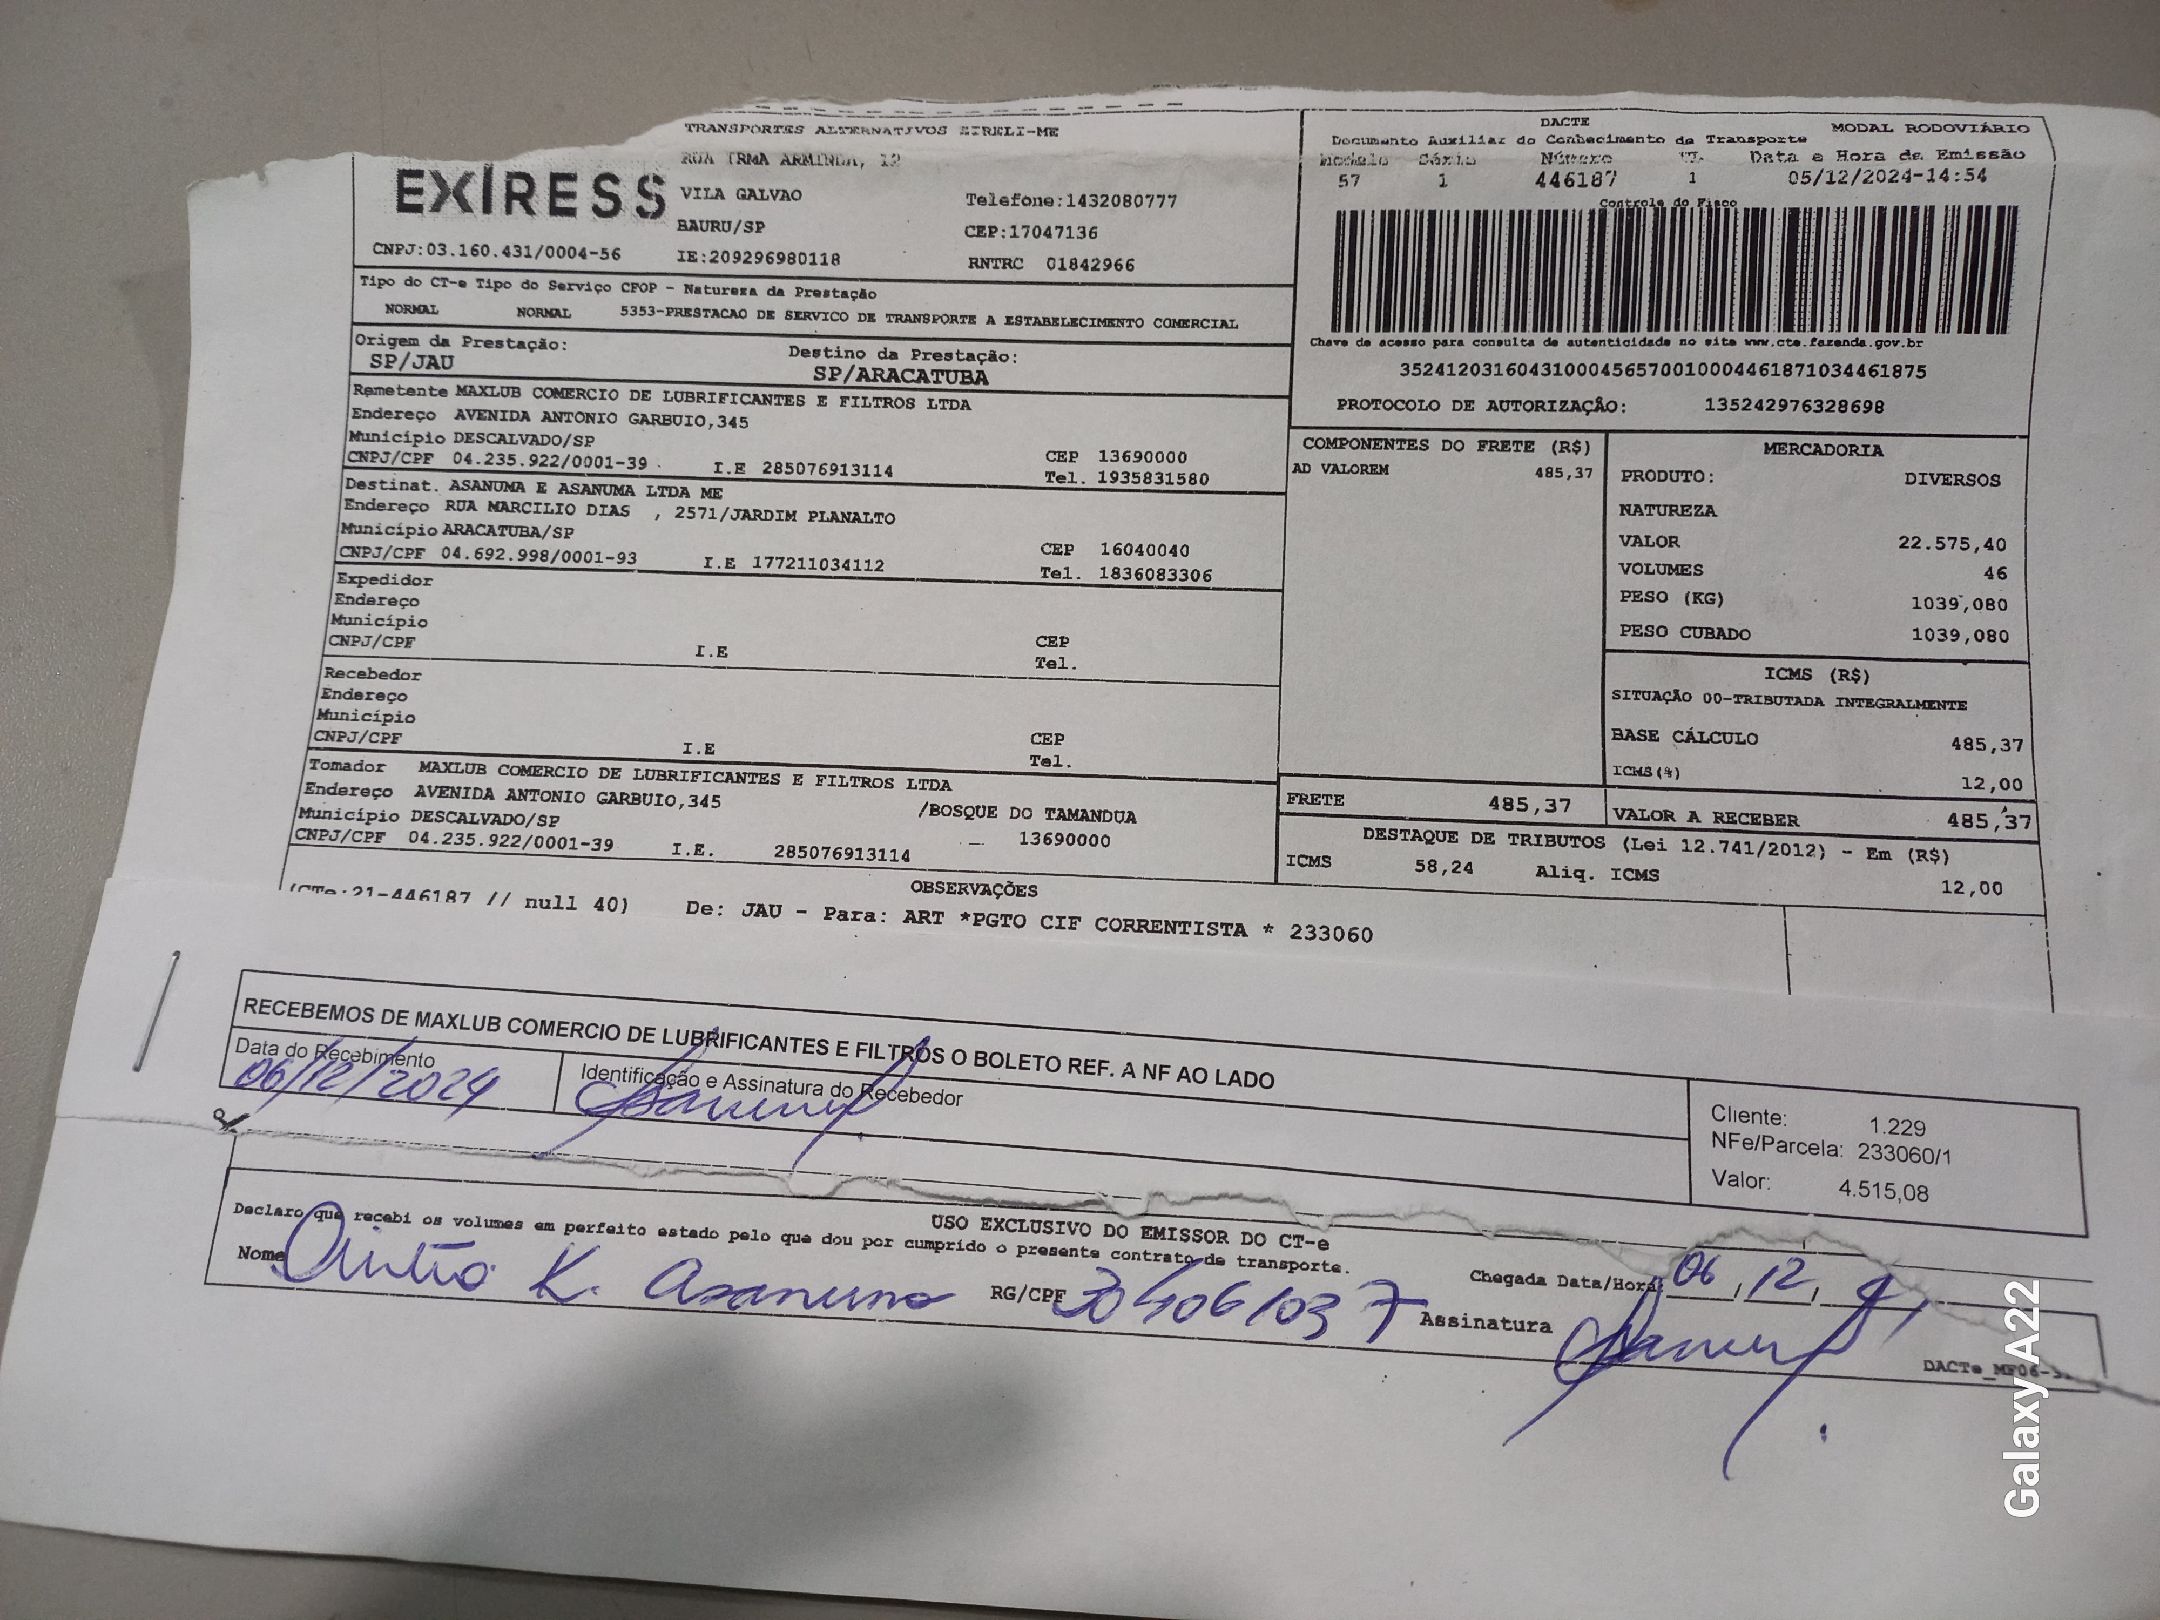 TRANSPORTES ALTERNATIVOS EIRELI-ME
RUA IRMA ARMINDA, 12
EXPRESS
VILA GALVAO
Telefone:1432080777
BAURU/SP
CEP:17047136
CNPJ:03.160.431/0004-56
IE:209296980118
RNTRC 01842966
DACTE
Documento Auxiliar do Conhecimento de Transporte
MODAL RODOVIÁRIO
Modelo Série Número FL. Data e Hora de Emissão
57 1 446187 1 05/12/2024-14:54
Controle do Fisco
Chave de acesso para consulta de autenticidade no site www.cte.fazenda.gov.br
35241203160431000456570010004461871034461875
PROTOCOLO DE AUTORIZAÇÃO: 135242976328698
Tipo do CT-e Tipo do Serviço CFOP - Natureza da Prestação
NORMAL NORMAL 5353-PRESTACAO DE SERVICO DE TRANSPORTE A ESTABELECIMENTO COMERCIAL
Origem da Prestação: Destino da Prestação:
SP/JAU SP/ARACATUBA
Remetente MAXLUB COMERCIO DE LUBRIFICANTES E FILTROS LTDA
Endereço AVENIDA ANTONIO GARBUIO,345
Município DESCALVADO/SP CEP 13690000
CNPJ/CPF 04.235.922/0001-39 I.E 285076913114 Tel. 1935831580
Destinat. ASANUMA E ASANUMA LTDA ME
Endereço RUA MARCILIO DIAS , 2571/JARDIM PLANALTO
Município ARACATUBA/SP CEP 16040040
CNPJ/CPF 04.692.998/0001-93 I.E 177211034112 Tel. 1836083306
Expedidor
Endereço
Município CEP
CNPJ/CPF I.E Tel.
Recebedor
Endereço
Município CEP
CNPJ/CPF I.E Tel.
Tomador MAXLUB COMERCIO DE LUBRIFICANTES E FILTROS LTDA
Endereço AVENIDA ANTONIO GARBUIO,345 /BOSQUE DO TAMANDUA
Município DESCALVADO/SP 13690000
CNPJ/CPF 04.235.922/0001-39 I.E. 285076913114
COMPONENTES DO FRETE (R$)
AD VALOREM 485,37
MERCADORIA
PRODUTO: DIVERSOS
NATUREZA
VALOR 22.575,40
VOLUMES 46
PESO (KG) 1039,080
PESO CUBADO 1039,080
ICMS (R$)
SITUAÇÃO 00-TRIBUTADA INTEGRALMENTE
BASE CÁLCULO 485,37
ICMS(%) 12,00
FRETE 485,37 VALOR A RECEBER 485,37
DESTAQUE DE TRIBUTOS (Lei 12.741/2012) - Em (R$)
ICMS 58,24 Aliq. ICMS 12,00
OBSERVAÇÕES
(CTe:21-446187 // null 40) De: JAU - Para: ART *PGTO CIF CORRENTISTA * 233060
RECEBEMOS DE MAXLUB COMERCIO DE LUBRIFICANTES E FILTROS O BOLETO REF. A NF AO LADO
Data do Recebimento Identificação e Assinatura do Recebedor
06/12/2024
Cliente: 1.229
NFe/Parcela: 233060/1
Valor: 4.515,08
USO EXCLUSIVO DO EMISSOR DO CT-e
Declaro que recebi os volumes em perfeito estado pelo que dou por cumprido o presente contrato de transporte.
Nome K. Asanuma RG/CPF Assinatura
Chegada Data/Hora: 06/12/
Galaxy A22